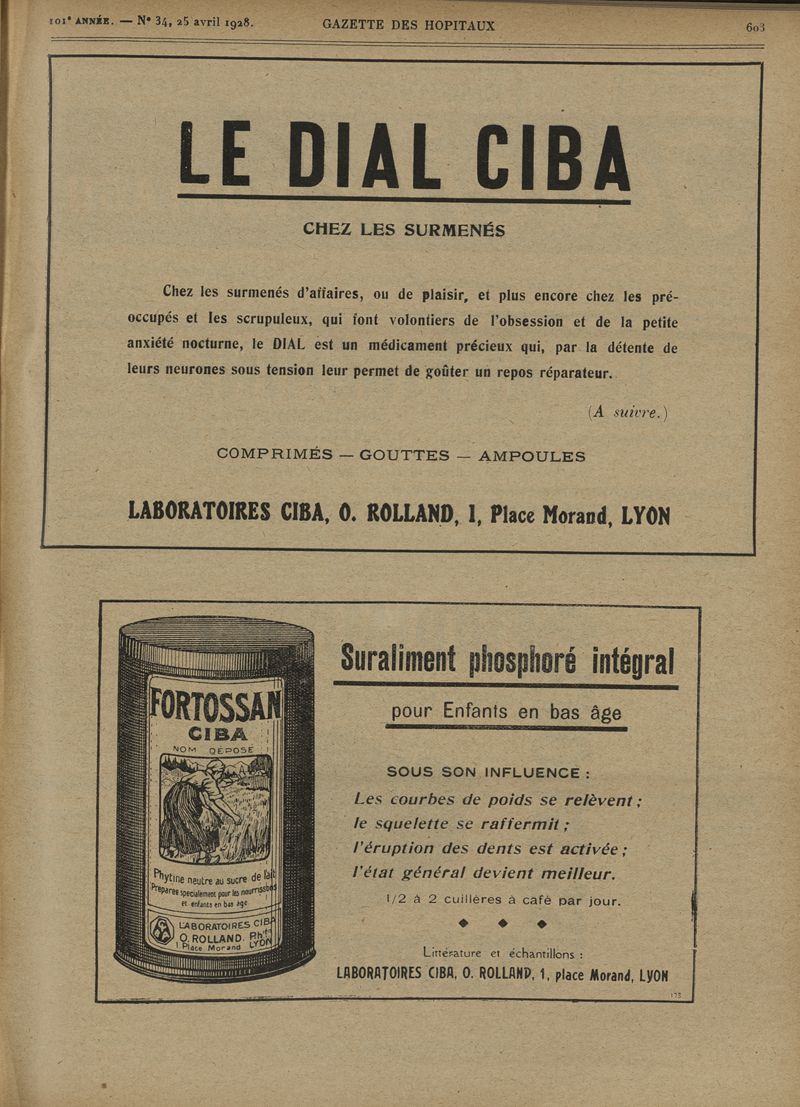 101e ANNÉE. — No 34, 25 avril 1928.
GAZETTE DES HOPITAUX
603
LE DIAL CIBA
CHEZ LES SURMENÉS
Chez les surmenés d'affaires, ou de plaisir, et plus encore chez les pré-
occupés et les scrupuleux, qui font volontiers de l'obsession et de la petite
anxiété nocturne, le DIAL est un médicament précieux qui, par la détente de
leurs neurones sous tension leur permet de goûter un repos réparateur.
(A suivre.)
COMPRIMÉS — GOUTTES — AMPOULES
LABORATOIRES CIBA, O. ROLLAND, 1, Place Morand, LYON
FORTOSSAN
CIBA
NOM DÉPOSÉ
Phytine neutre au sucre de lait
Preparée specialement pour les nourrissons
et enfants en bas age
LABORATOIRES CIBA
O. ROLLAND. Phien
1. Place Morand LYON
Suraliment phosphoré intégral
pour Enfants en bas âge
SOUS SON INFLUENCE :
Les courbes de poids se relèvent ;
le squelette se raffermit ;
l'éruption des dents est activée ;
l'état général devient meilleur.
1/2 à 2 cuillères à café par jour.
Littérature et échantillons :
LABORATOIRES CIBA, O. ROLLAND, 1, place Morand, LYON